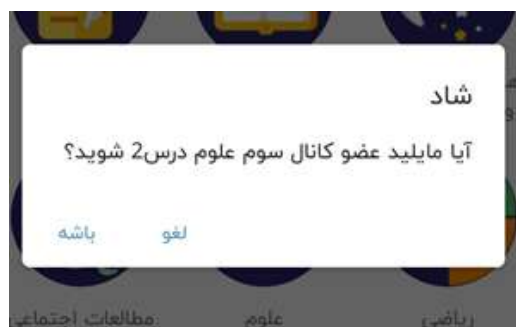 شاد
آیا مایلید عضو کانال سوم علوم درس2 شوید؟
لغو باشه
ریاضی علوم مطالعات اجتماعی